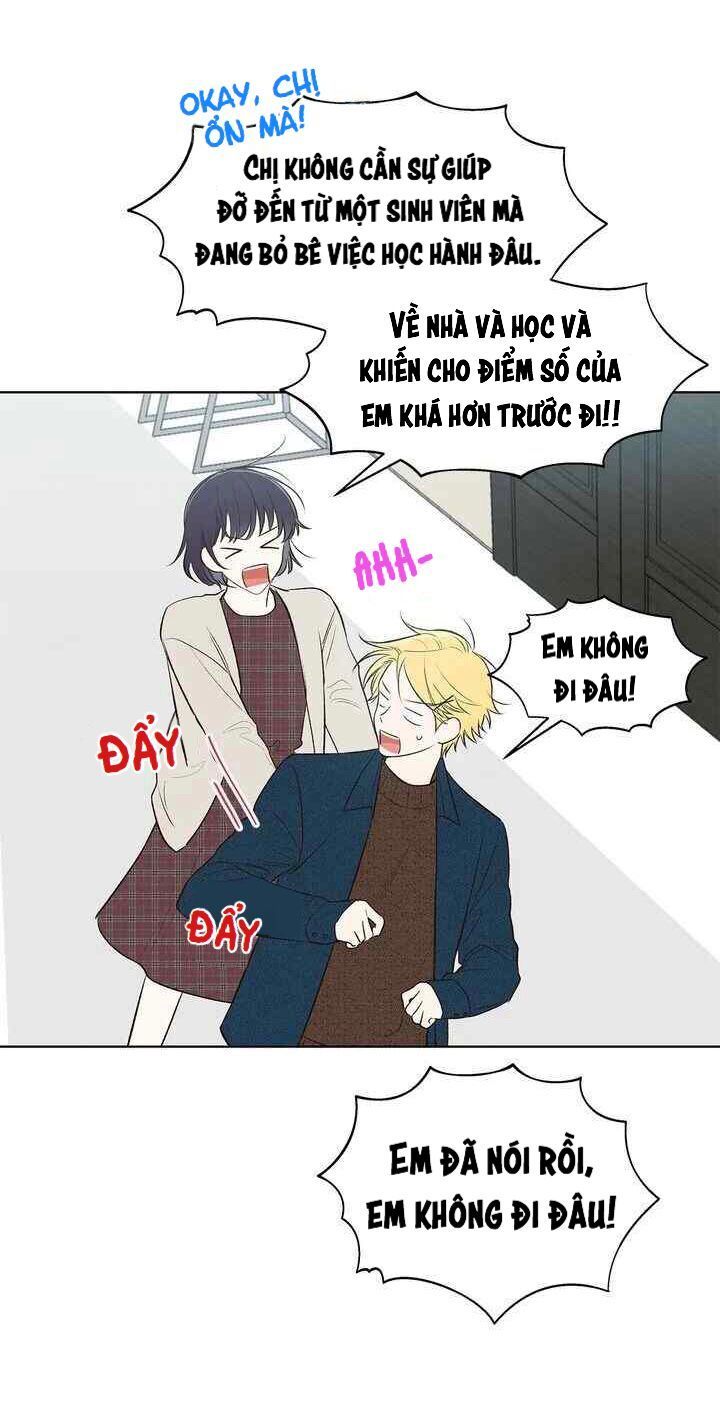 OKAY, CHỊ
ỔN MÀ!
CHỊ KHÔNG CẦN SỰ GIÚP
ĐỠ ĐẾN TỪ MỘT SINH VIÊN MÀ
ĐANG BỎ BÊ VIỆC HỌC HÀNH ĐÂU.
VỀ NHÀ VÀ HỌC VÀ
KHIẾN CHO ĐIỂM SỐ CỦA
EM KHÁ HƠN TRƯỚC ĐI!!
AHH-
EM KHÔNG
ĐI ĐÂU!
ĐẨY
ĐẨY
EM ĐÃ NÓI RỒI,
EM KHÔNG ĐI ĐÂU!